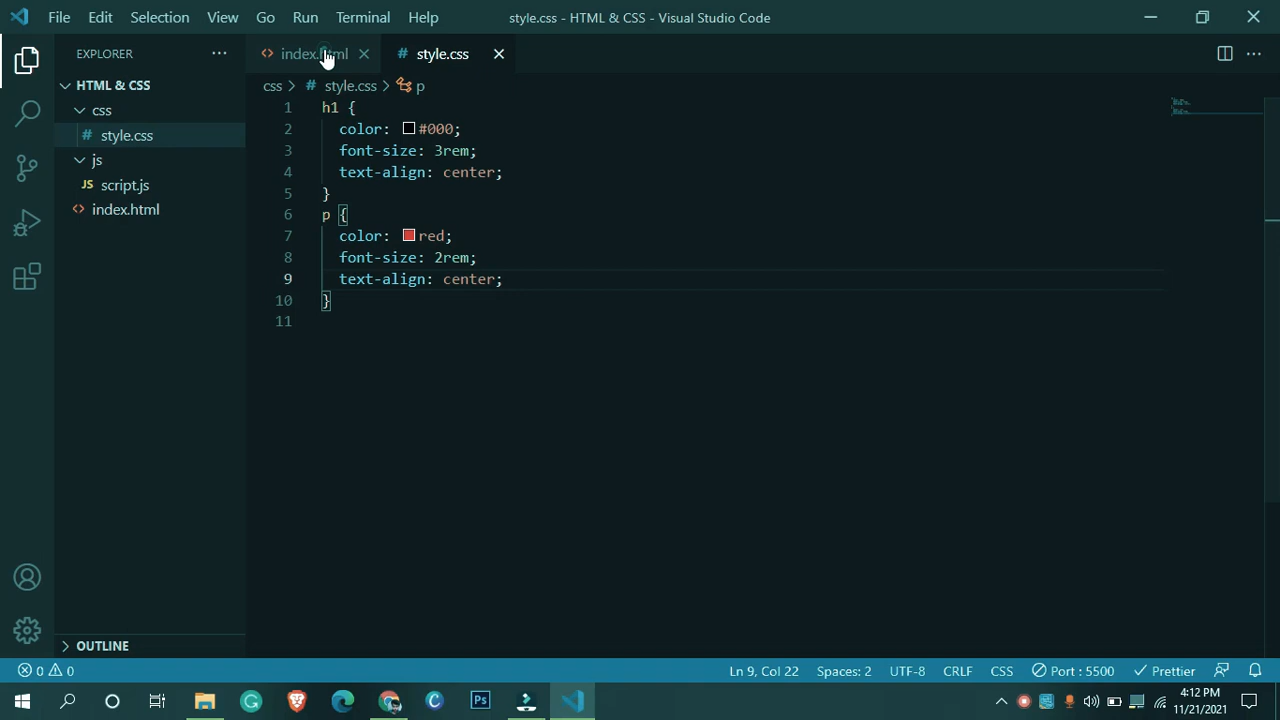 File Edit Selection View Go Run Terminal Help
style.css - HTML & CSS - Visual Studio Code
EXPLORER
HTML & CSS
css
# style.css
js
JS script.js
<> index.html
OUTLINE
<> index.html
# style.css
css > # style.css > p
1 h1 {
2 color: #000;
3 font-size: 3rem;
4 text-align: center;
5 }
6 p {
7 color: red;
8 font-size: 2rem;
9 text-align: center;
10 }
11
0 0
Ln 9, Col 22 Spaces: 2 UTF-8 CRLF CSS Port : 5500 Prettier
Ps
4:12 PM
11/21/2021